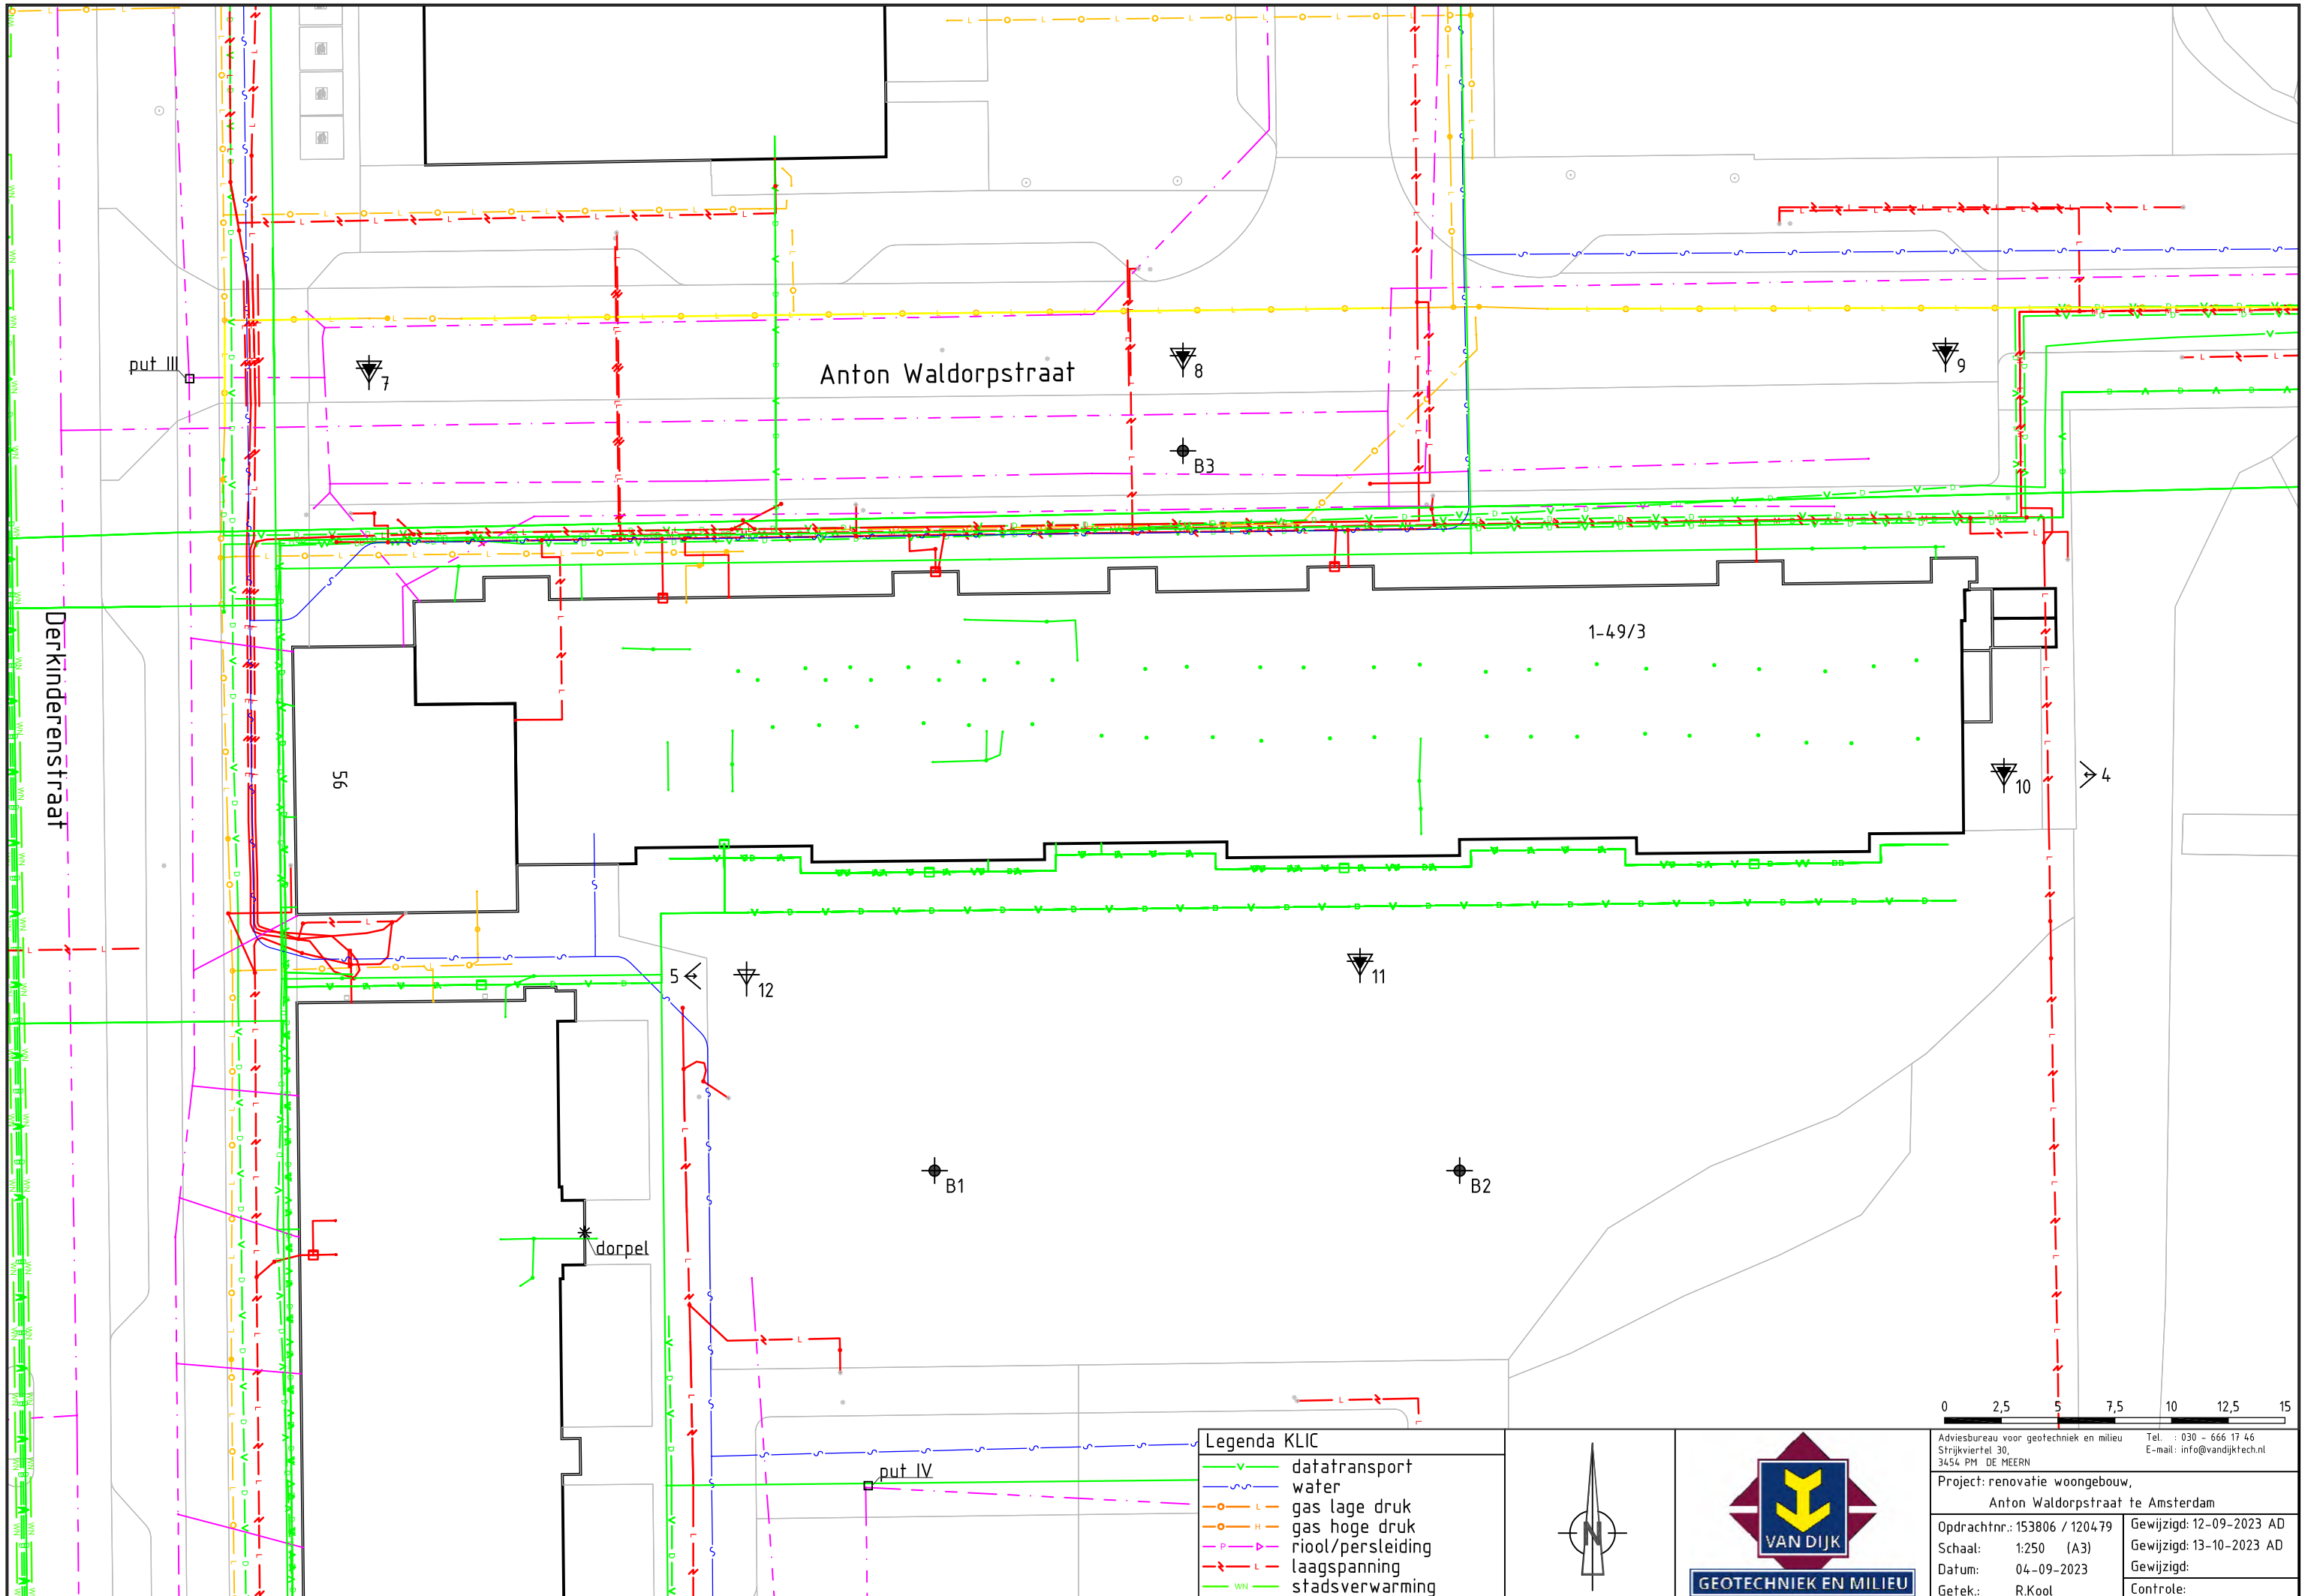 put III
7
Anton Waldorpstraat
8
9
B3
Derkinderenstraat
1-49/3
56
10
4
5
12
11
B1
B2
dorpel
put IV
0 2,5 5 7,5 10 12,5 15
Legenda KLIC
datatransport
water
gas lage druk
gas hoge druk
riool/persleiding
laagspanning
stadsverwarming
N
VAN DIJK
GEOTECHNIEK EN MILIEU
Adviesbureau voor geotechniek en milieu
Strijkviertel 30,
3454 PM DE MEERN
Tel. : 030 - 666 17 46
E-mail: info@vandijktech.nl
Project: renovatie woongebouw,
Anton Waldorpstraat te Amsterdam
Opdrachtnr.: 153806 / 120479
Schaal: 1:250 (A3)
Datum: 04-09-2023
Getek.: R.Kool
Gewijzigd: 12-09-2023 AD
Gewijzigd: 13-10-2023 AD
Gewijzigd:
Controle: